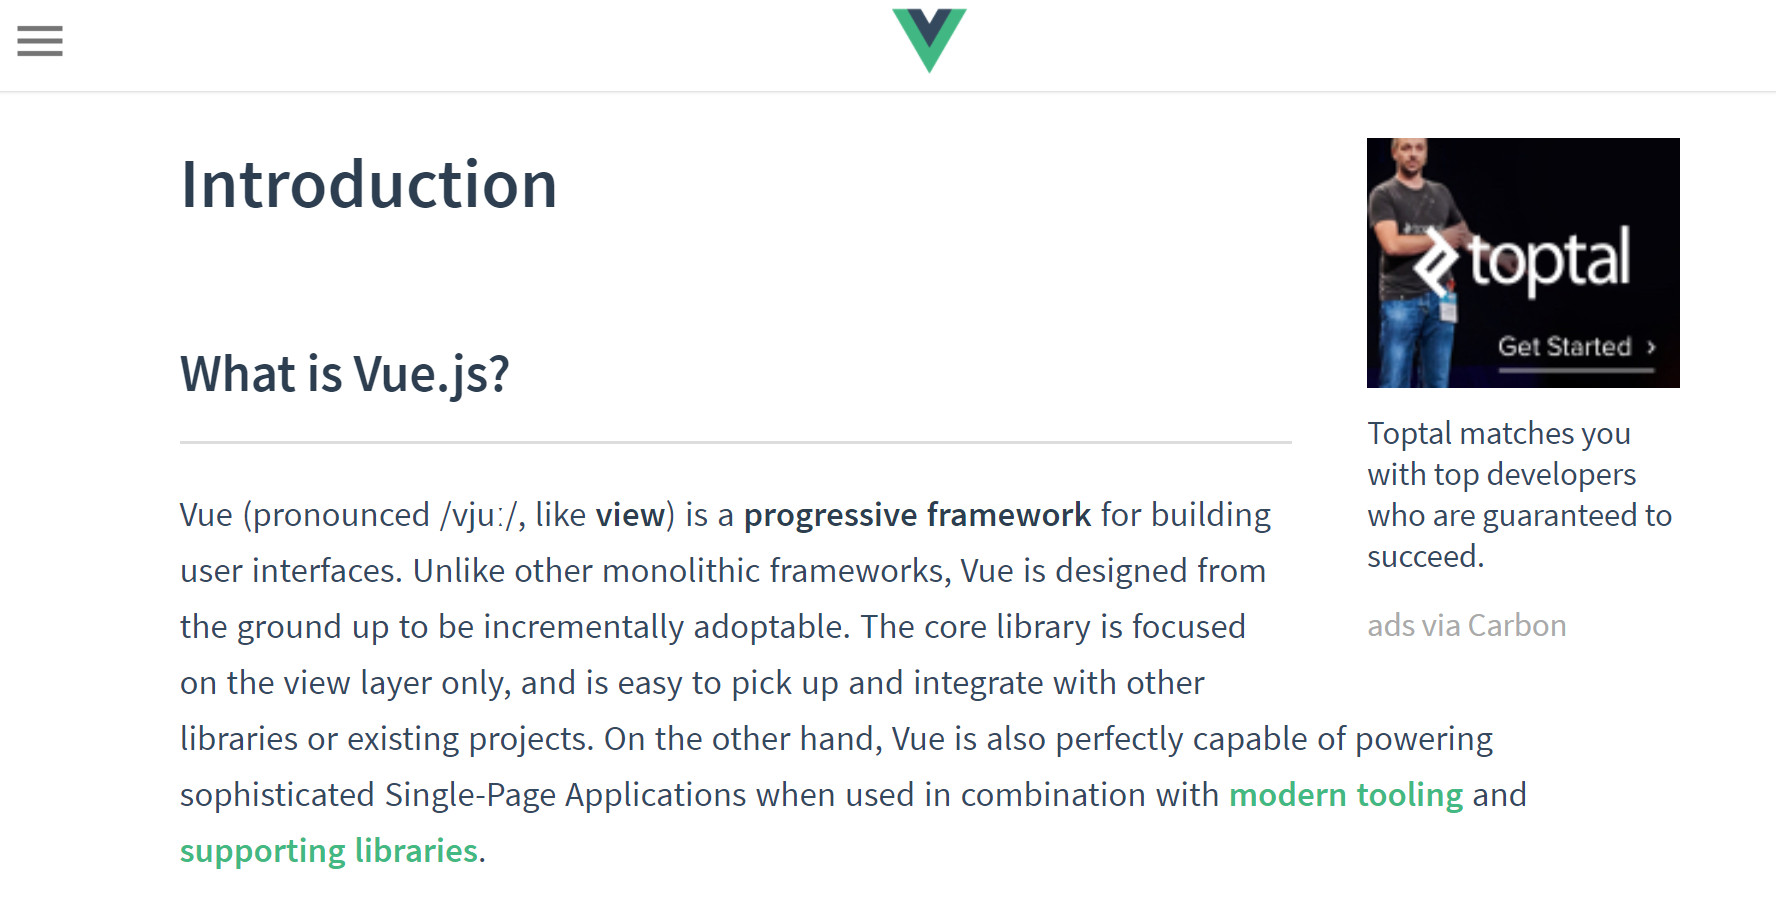 Introduction
What is Vue.js?
Vue (pronounced /vjuː/, like view) is a progressive framework for building
user interfaces. Unlike other monolithic frameworks, Vue is designed from
the ground up to be incrementally adoptable. The core library is focused
on the view layer only, and is easy to pick up and integrate with other
libraries or existing projects. On the other hand, Vue is also perfectly capable of powering
sophisticated Single-Page Applications when used in combination with modern tooling and
supporting libraries.
toptal
Get Started ›
Toptal matches you
with top developers
who are guaranteed to
succeed.
ads via Carbon